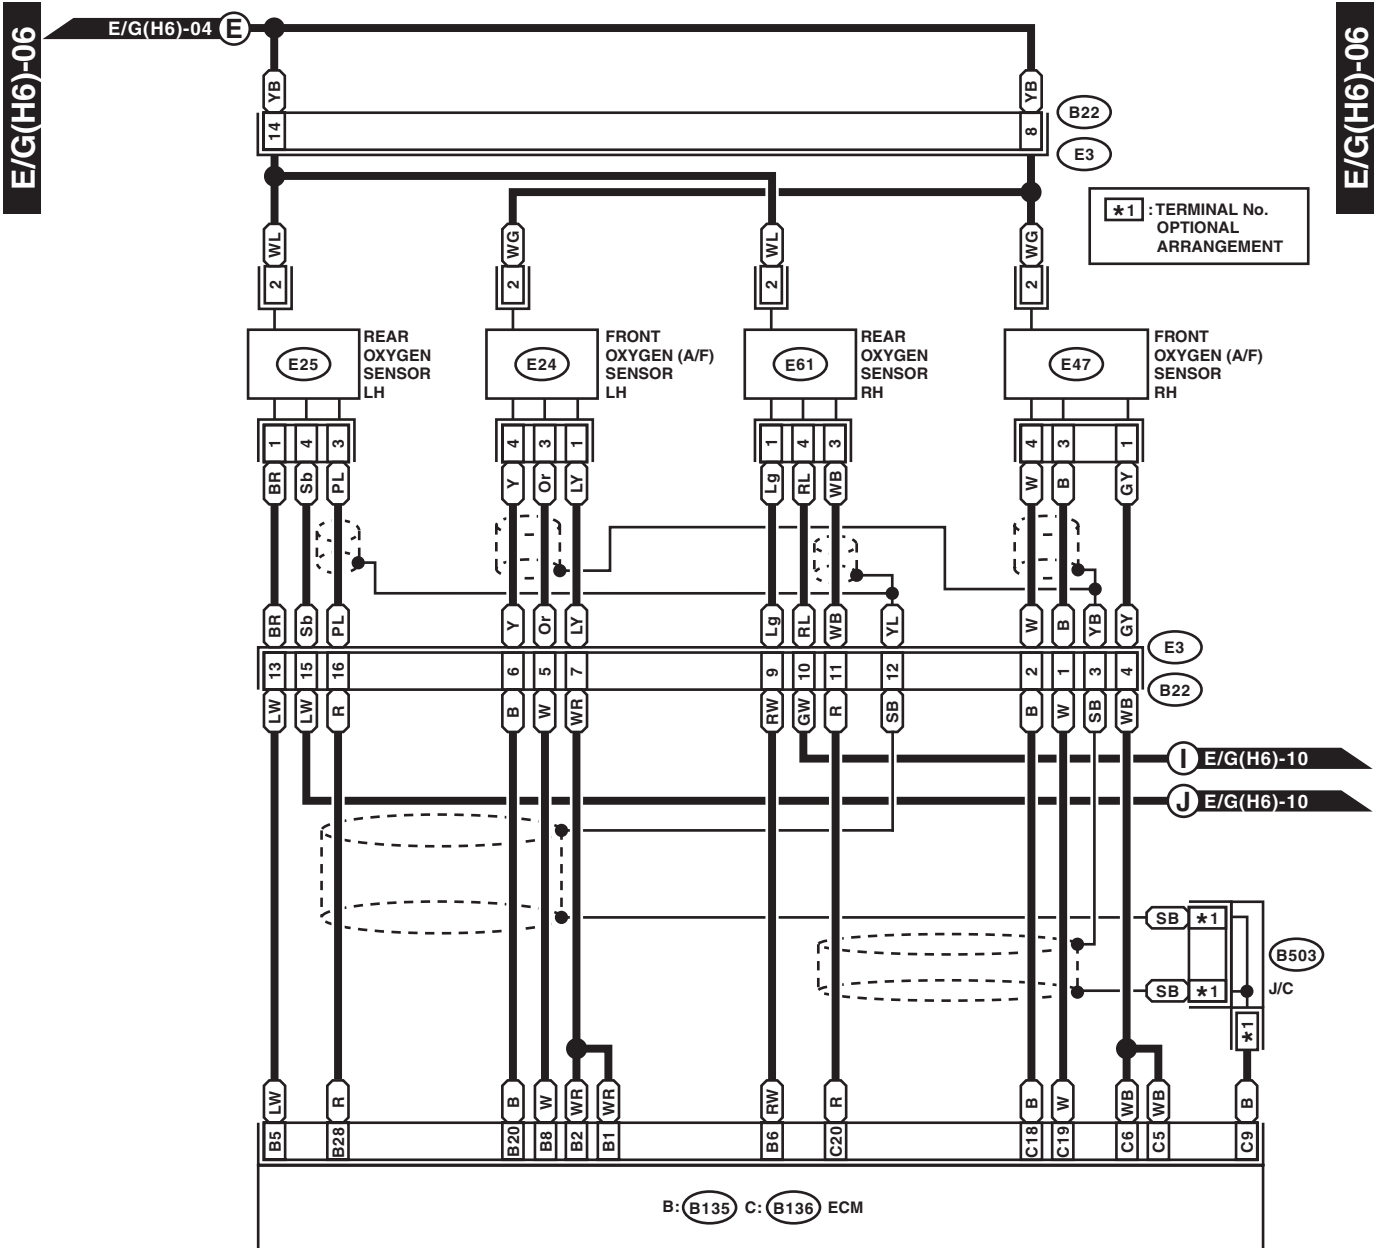 E/G(H6)-06
E/G(H6)-04 E
E/G(H6)-06
YB YB
14 8 B22
E3
*1 : TERMINAL No.
OPTIONAL
ARRANGEMENT
WL WG WL WG
2 2 2 2
E25 REAR
OXYGEN
SENSOR
LH
E24 FRONT
OXYGEN (A/F)
SENSOR
LH
E61 REAR
OXYGEN
SENSOR
RH
E47 FRONT
OXYGEN (A/F)
SENSOR
RH
1 4 3 4 3 1 1 4 3 4 3 1
BR Sb PL Y Or LY Lg RL WB W B GY
BR Sb PL Y Or LY Lg RL WB YL W B YB GY
E3
13 15 16 6 5 7 9 10 11 12 2 1 3 4
B22
LW LW R B W WR RW GW R SB B W SB WB
I E/G(H6)-10
J E/G(H6)-10
SB *1
B503
SB *1 J/C
*1
LW R B W WR WR RW R B W WB WB B
B5 B28 B20 B8 B2 B1 B6 C20 C18 C19 C6 C5 C9
B: B135 C: B136 ECM